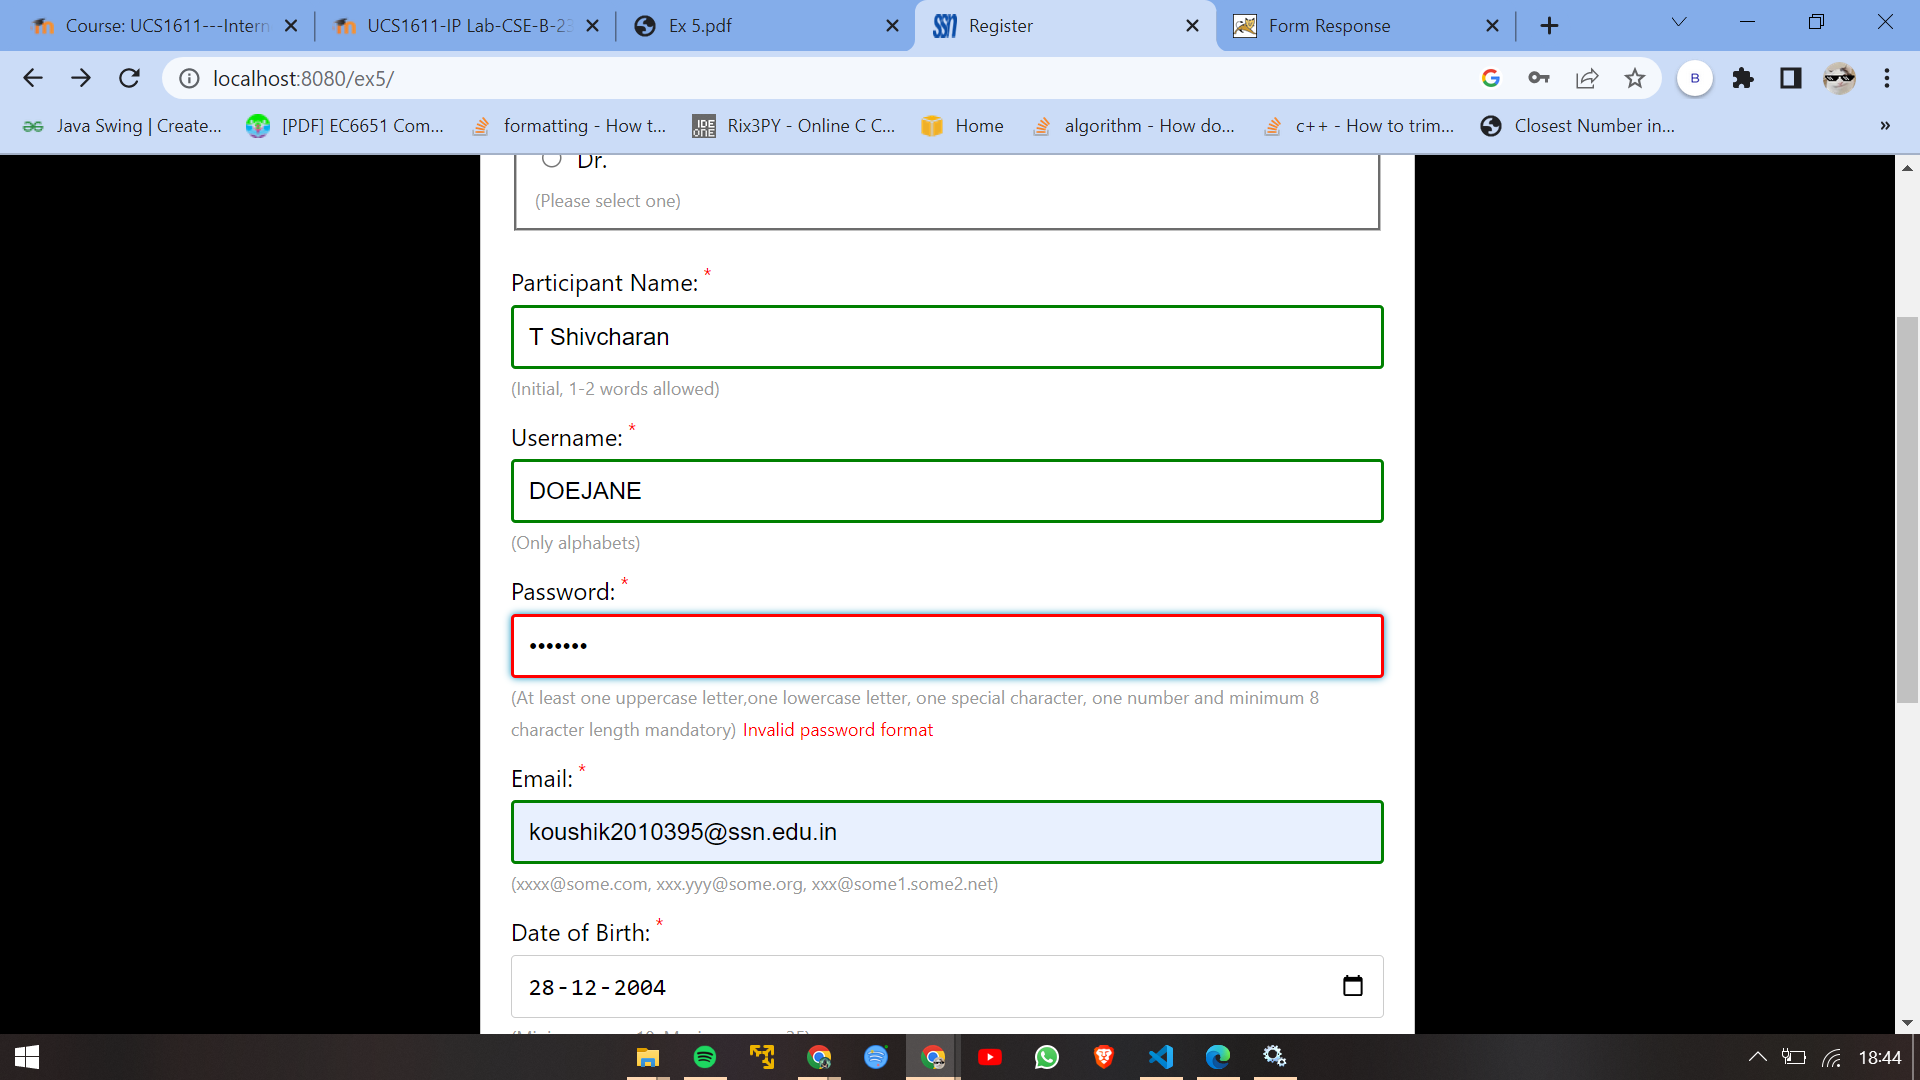 Course: UCS1611---Intern
UCS1611-IP Lab-CSE-B-23
Ex 5.pdf
ssn
Register
Form Response
localhost:8080/ex5/
B
Java Swing | Create...
[PDF] EC6651 Com...
formatting - How t...
IDE ONE
Rix3PY - Online C C...
Home
algorithm - How do...
c++ - How to trim...
Closest Number in...
»
Dr.
(Please select one)
Participant Name: *
T Shivcharan
(Initial, 1-2 words allowed)
Username: *
DOEJANE
(Only alphabets)
Password: *
•••••••
(At least one uppercase letter,one lowercase letter, one special character, one number and minimum 8
character length mandatory) Invalid password format
Email: *
koushik2010395@ssn.edu.in
(xxxx@some.com, xxx.yyy@some.org, xxx@some1.some2.net)
Date of Birth: *
28-12-2004
18:44